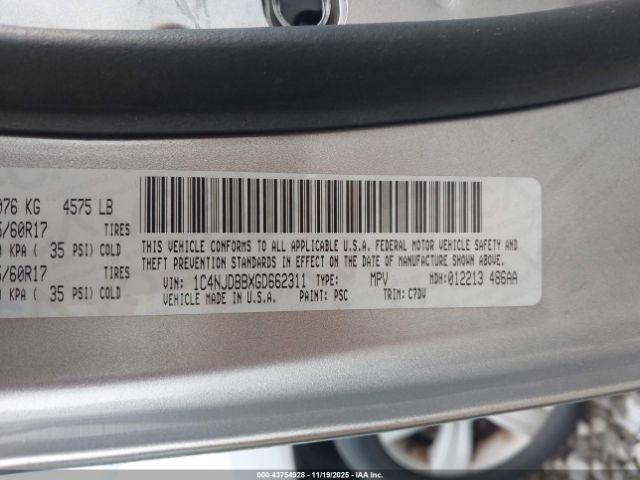 076 KG 4575 LB
5/60R17 TIRES
KPA ( 35 PSI) COLD
5/60R17 TIRES
KPA ( 35 PSI) COLD
THIS VEHICLE CONFORMS TO ALL APPLICABLE U.S.A. FEDERAL MOTOR VEHICLE SAFETY AND
THEFT PREVENTION STANDARDS IN EFFECT ON THE DATE OF MANUFACTURE SHOWN ABOVE.
VIN: 1C4NJDBBXGD662311 TYPE: MPV MDH: 012213 486AA
VEHICLE MADE IN U.S.A. PAINT: PSC TRIM: C7DV
000-43754928 - 11/19/2025 - IAA Inc.